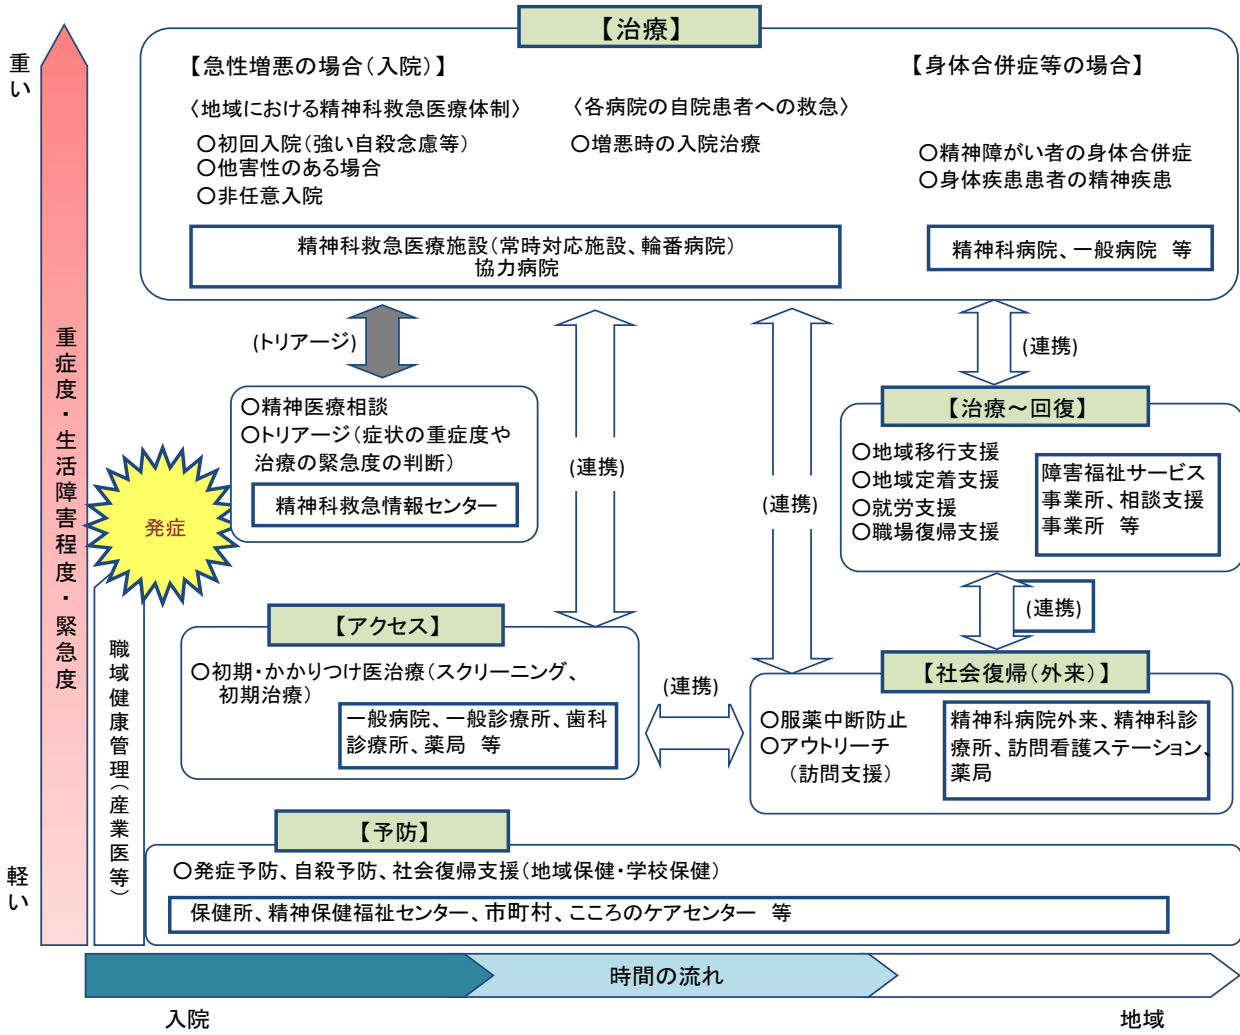 【治療】
重い
【急性増悪の場合(入院)】
【身体合併症等の場合】
〈地域における精神科救急医療体制〉
〈各病院の自院患者への救急〉
○初回入院(強い自殺念慮等)
○他害性のある場合
○非任意入院
○増悪時の入院治療
○精神障がい者の身体合併症
○身体疾患患者の精神疾患
精神科救急医療施設(常時対応施設、輪番病院)
協力病院
精神科病院、一般病院 等
(トリアージ)
(連携)
(連携)
(連携)
重症度・生活障害程度・緊急度
○精神医療相談
○トリアージ(症状の重症度や
治療の緊急度の判断)
精神科救急情報センター
発症
【治療～回復】
○地域移行支援
○地域定着支援
○就労支援
○職場復帰支援
障害福祉サービス
事業所、相談支援
事業所 等
(連携)
職域健康管理(産業医等)
【アクセス】
○初期・かかりつけ医治療(スクリーニング、
初期治療)
一般病院、一般診療所、歯科
診療所、薬局 等
(連携)
【社会復帰(外来)】
○服薬中断防止
○アウトリーチ
(訪問支援)
精神科病院外来、精神科診
療所、訪問看護ステーション、
薬局
【予防】
○発症予防、自殺予防、社会復帰支援(地域保健・学校保健)
保健所、精神保健福祉センター、市町村、こころのケアセンター 等
軽い
時間の流れ
入院
地域